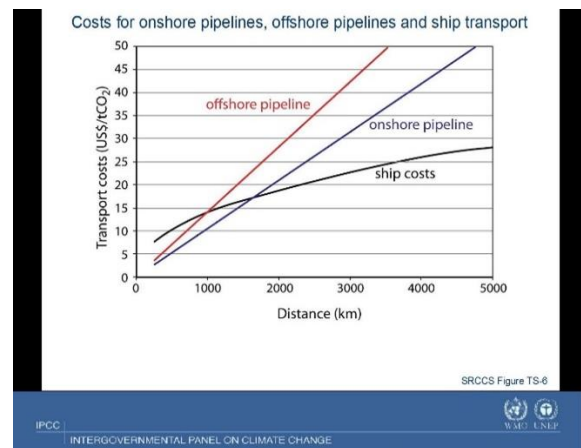 Costs for onshore pipelines, offshore pipelines and ship transport
Transport costs (US$/tCO₂)
50
45
40
35
30
25
20
15
10
5
0
offshore pipeline
onshore pipeline
ship costs
0 1000 2000 3000 4000 5000
Distance (km)
SRCCS Figure TS-6
IPCC
WMO UNEP
INTERGOVERNMENTAL PANEL ON CLIMATE CHANGE